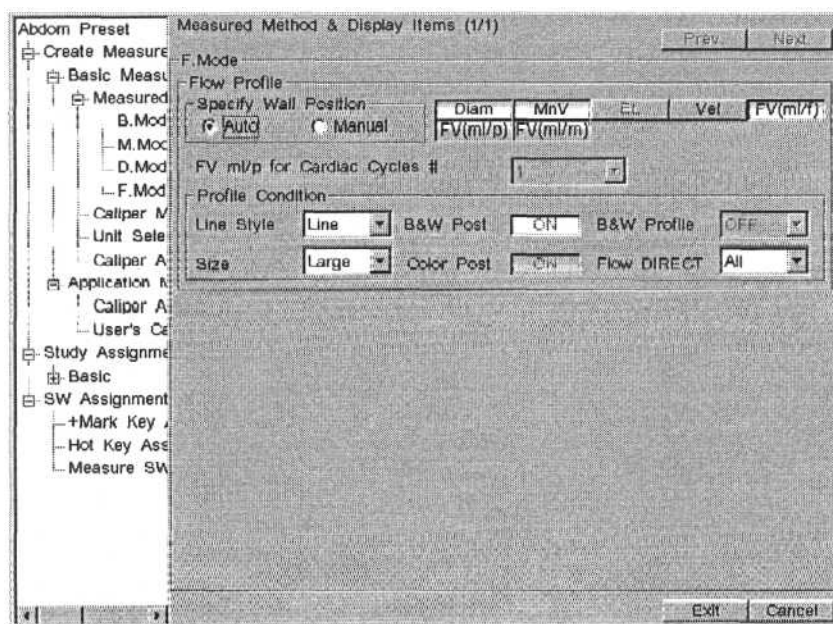 Abdom Preset
Create Measure
Basic Measu
Measured
B.Mod
M.Mod
D.Mod
F.Mod
Caliper M
Unit Sele
Caliper A
Application M
Caliper A
User's Ca
Study Assignme
Basic
SW Assignment
+Mark Key A
Hot Key Ass
Measure SW
Measured Method & Display Items (1/1)
Prev. Next
F.Mode
Flow Profile
Specify Wall Position
Auto Manual
Diam MnV Vel FV(ml/f)
FV(ml/p) FV(ml/m)
FV ml/p for Cardiac Cycles #
1
Profile Condition
Line Style Line B&W Post ON B&W Profile OFF
Size Large Color Post ON Flow DIRECT All
Exit Cancel